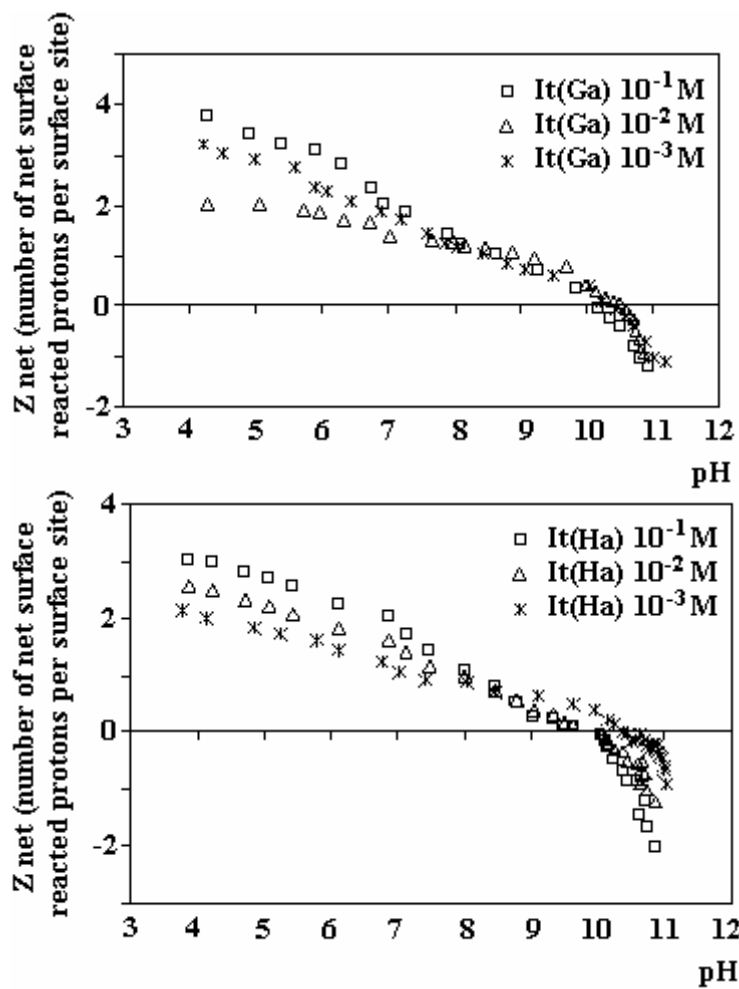 Z net (number of net surface
reacted protons per surface site)
4
2
0
-2
3 4 5 6 7 8 9 10 11 12
pH
□ It(Ga) 10⁻¹ M
△ It(Ga) 10⁻² M
It(Ga) 10⁻³ M
Z net (number of net surface
reacted protons per surface site)
4
2
0
-2
3 4 5 6 7 8 9 10 11 12
pH
□ It(Ha) 10⁻¹ M
△ It(Ha) 10⁻² M
It(Ha) 10⁻³ M